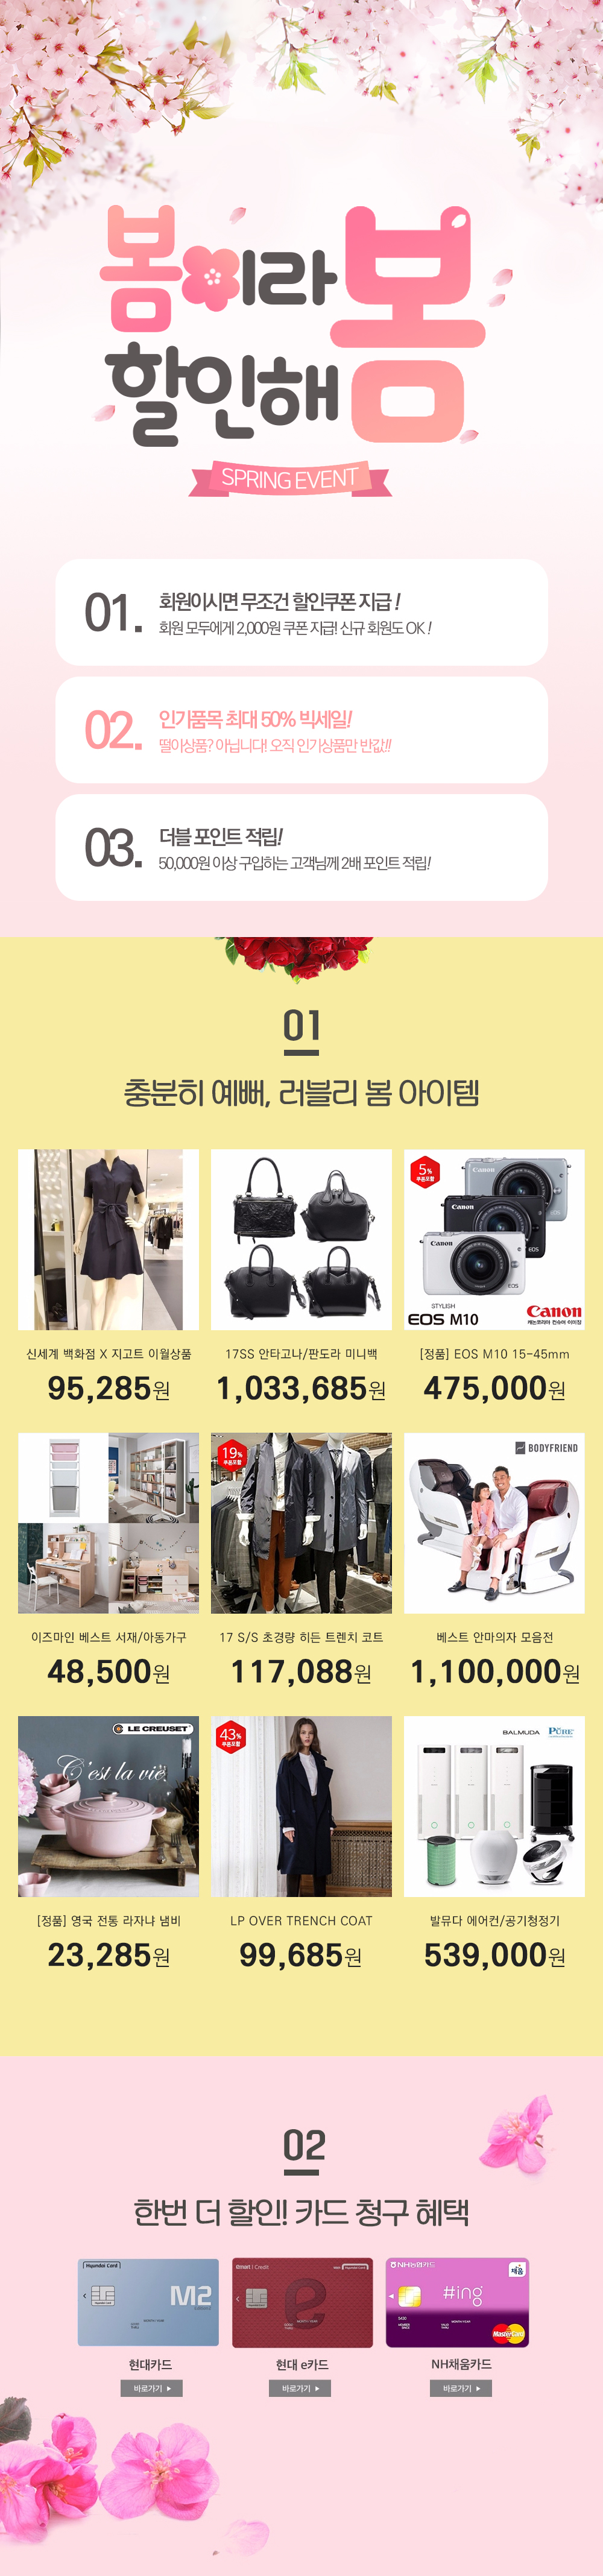 봄이라 봄
할인해
SPRING EVENT
01. 회원이시면 무조건 할인쿠폰 지급!
회원 모두에게 2,000원 쿠폰 지급! 신규 회원도 OK!
02. 인기품목 최대 50% 빅세일!
떨이상품? 아닙니다! 오직 인기상품만 반값!!
03. 더블 포인트 적립!
50,000원 이상 구입하는 고객님께 2배 포인트 적립!
01
충분히 예뻐, 러블리 봄 아이템
신세계 백화점 X 지고트 이월상품
95,285원
17SS 안타고나/판도라 미니백
1,033,685원
5%
쿠폰포함
Canon
Canon
Canon
EOS
EOS
EOS
STYLISH
EOS M10
Canon
캐논코리아 컨슈머 이미징
[정품] EOS M10 15-45mm
475,000원
이즈마인 베스트 서재/아동가구
48,500원
19%
쿠폰포함
17 S/S 초경량 히든 트렌치 코트
117,088원
BODYFRIEND
베스트 안마의자 모음전
1,100,000원
LE CREUSET
C'est la vie
[정품] 영국 전통 라자냐 냄비
23,285원
43%
쿠폰포함
LP OVER TRENCH COAT
99,685원
BALMUDA
PURE
발뮤다 에어컨/공기청정기
539,000원
02
한번 더 할인! 카드 청구 혜택
Hyundai Card
M2
현대카드
바로가기
emart | Credit
e
현대 e카드
바로가기
NH농협카드
채움
#ing
MasterCard
NH채움카드
바로가기